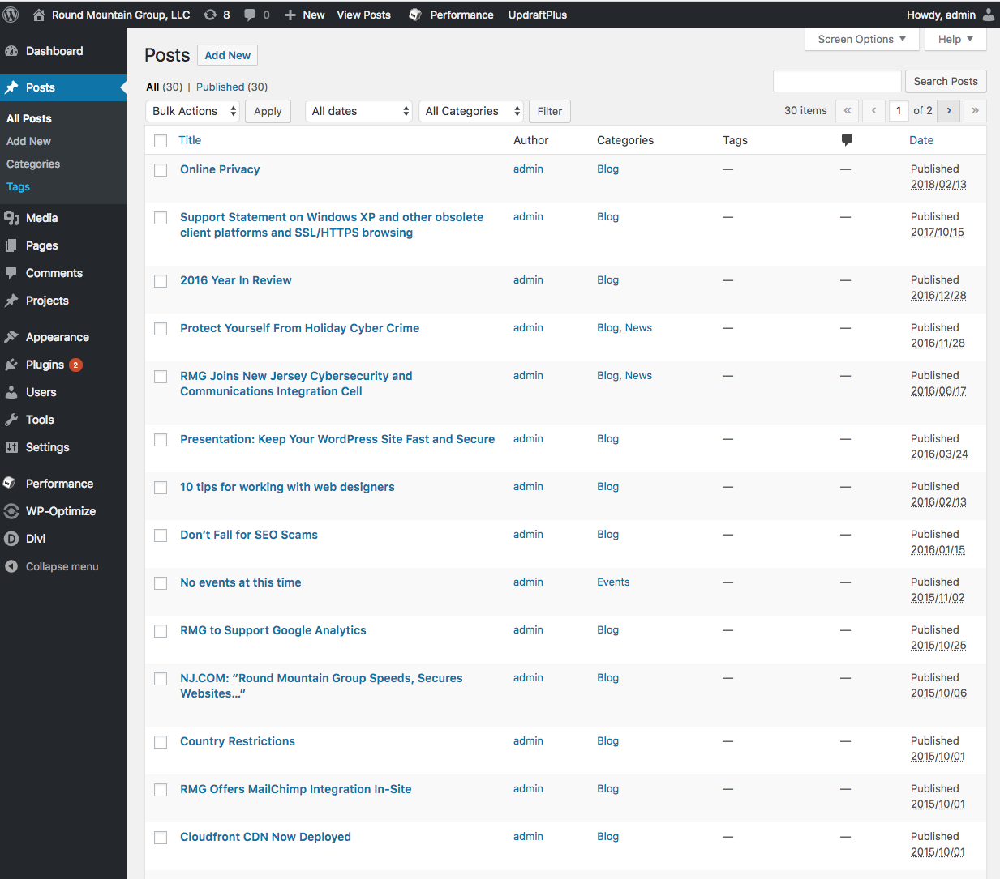 Round Mountain Group, LLC 8 0 New View Posts Performance UpdraftPlus Howdy, admin
Screen Options Help
Dashboard
Posts
All Posts
Add New
Categories
Tags
Media
Pages
Comments
Projects
Appearance
Plugins 2
Users
Tools
Settings
Performance
WP-Optimize
Divi
Collapse menu
Posts Add New
All (30) | Published (30)
Search Posts
Bulk Actions Apply All dates All Categories Filter 30 items « ‹ 1 of 2 › »
Title Author Categories Tags Date
Online Privacy admin Blog — — Published
2018/02/13
Support Statement on Windows XP and other obsolete admin Blog — — Published
client platforms and SSL/HTTPS browsing 2017/10/15
2016 Year In Review admin Blog — — Published
2016/12/28
Protect Yourself From Holiday Cyber Crime admin Blog, News — — Published
2016/11/28
RMG Joins New Jersey Cybersecurity and admin Blog, News — — Published
Communications Integration Cell 2016/06/17
Presentation: Keep Your WordPress Site Fast and Secure admin Blog — — Published
2016/03/24
10 tips for working with web designers admin Blog — — Published
2016/02/13
Don’t Fall for SEO Scams admin Blog — — Published
2016/01/15
No events at this time admin Events — — Published
2015/11/02
RMG to Support Google Analytics admin Blog — — Published
2015/10/25
NJ.COM: “Round Mountain Group Speeds, Secures admin Blog — — Published
Websites…” 2015/10/06
Country Restrictions admin Blog — — Published
2015/10/01
RMG Offers MailChimp Integration In-Site admin Blog — — Published
2015/10/01
Cloudfront CDN Now Deployed admin Blog — — Published
2015/10/01